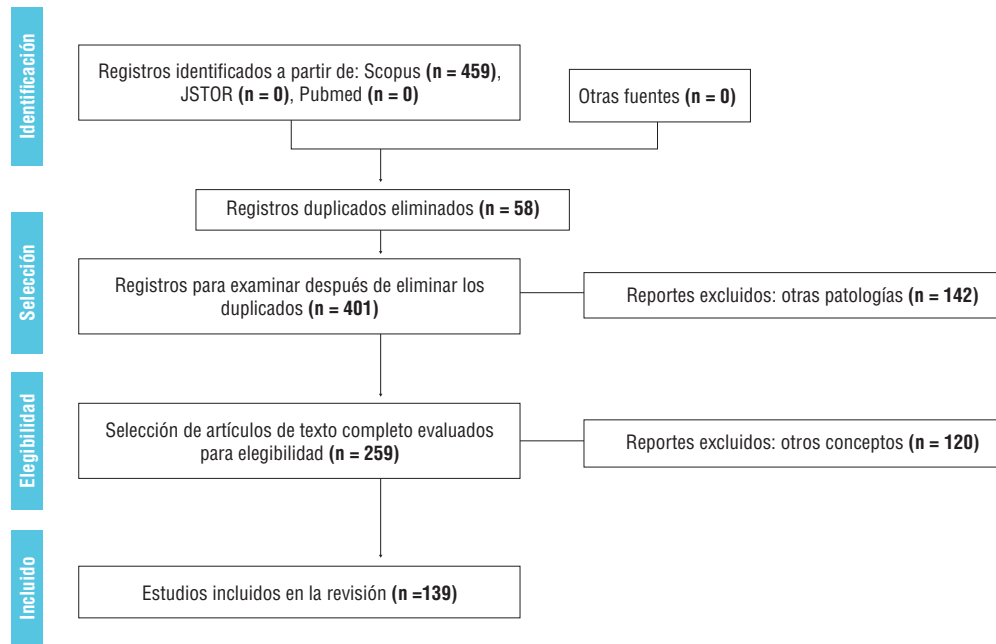 Identificación
Registros identificados a partir de: Scopus (n = 459),
JSTOR (n = 0), Pubmed (n = 0)
Otras fuentes (n = 0)
Registros duplicados eliminados (n = 58)
Selección
Registros para examinar después de eliminar los
duplicados (n = 401)
Reportes excluidos: otras patologías (n = 142)
Elegibilidad
Selección de artículos de texto completo evaluados
para elegibilidad (n = 259)
Reportes excluidos: otros conceptos (n = 120)
Incluido
Estudios incluidos en la revisión (n =139)